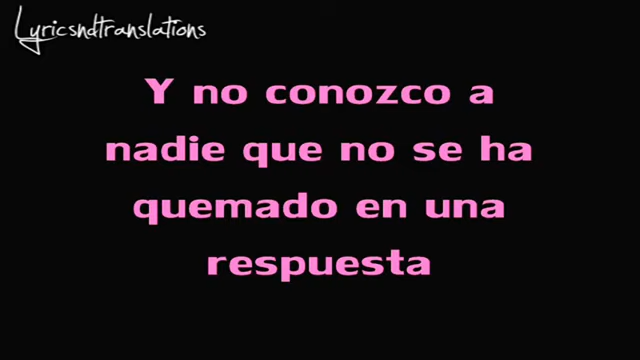 Lyricsndtranslations
Y no conozco a
nadie que no se ha
quemado en una
respuesta